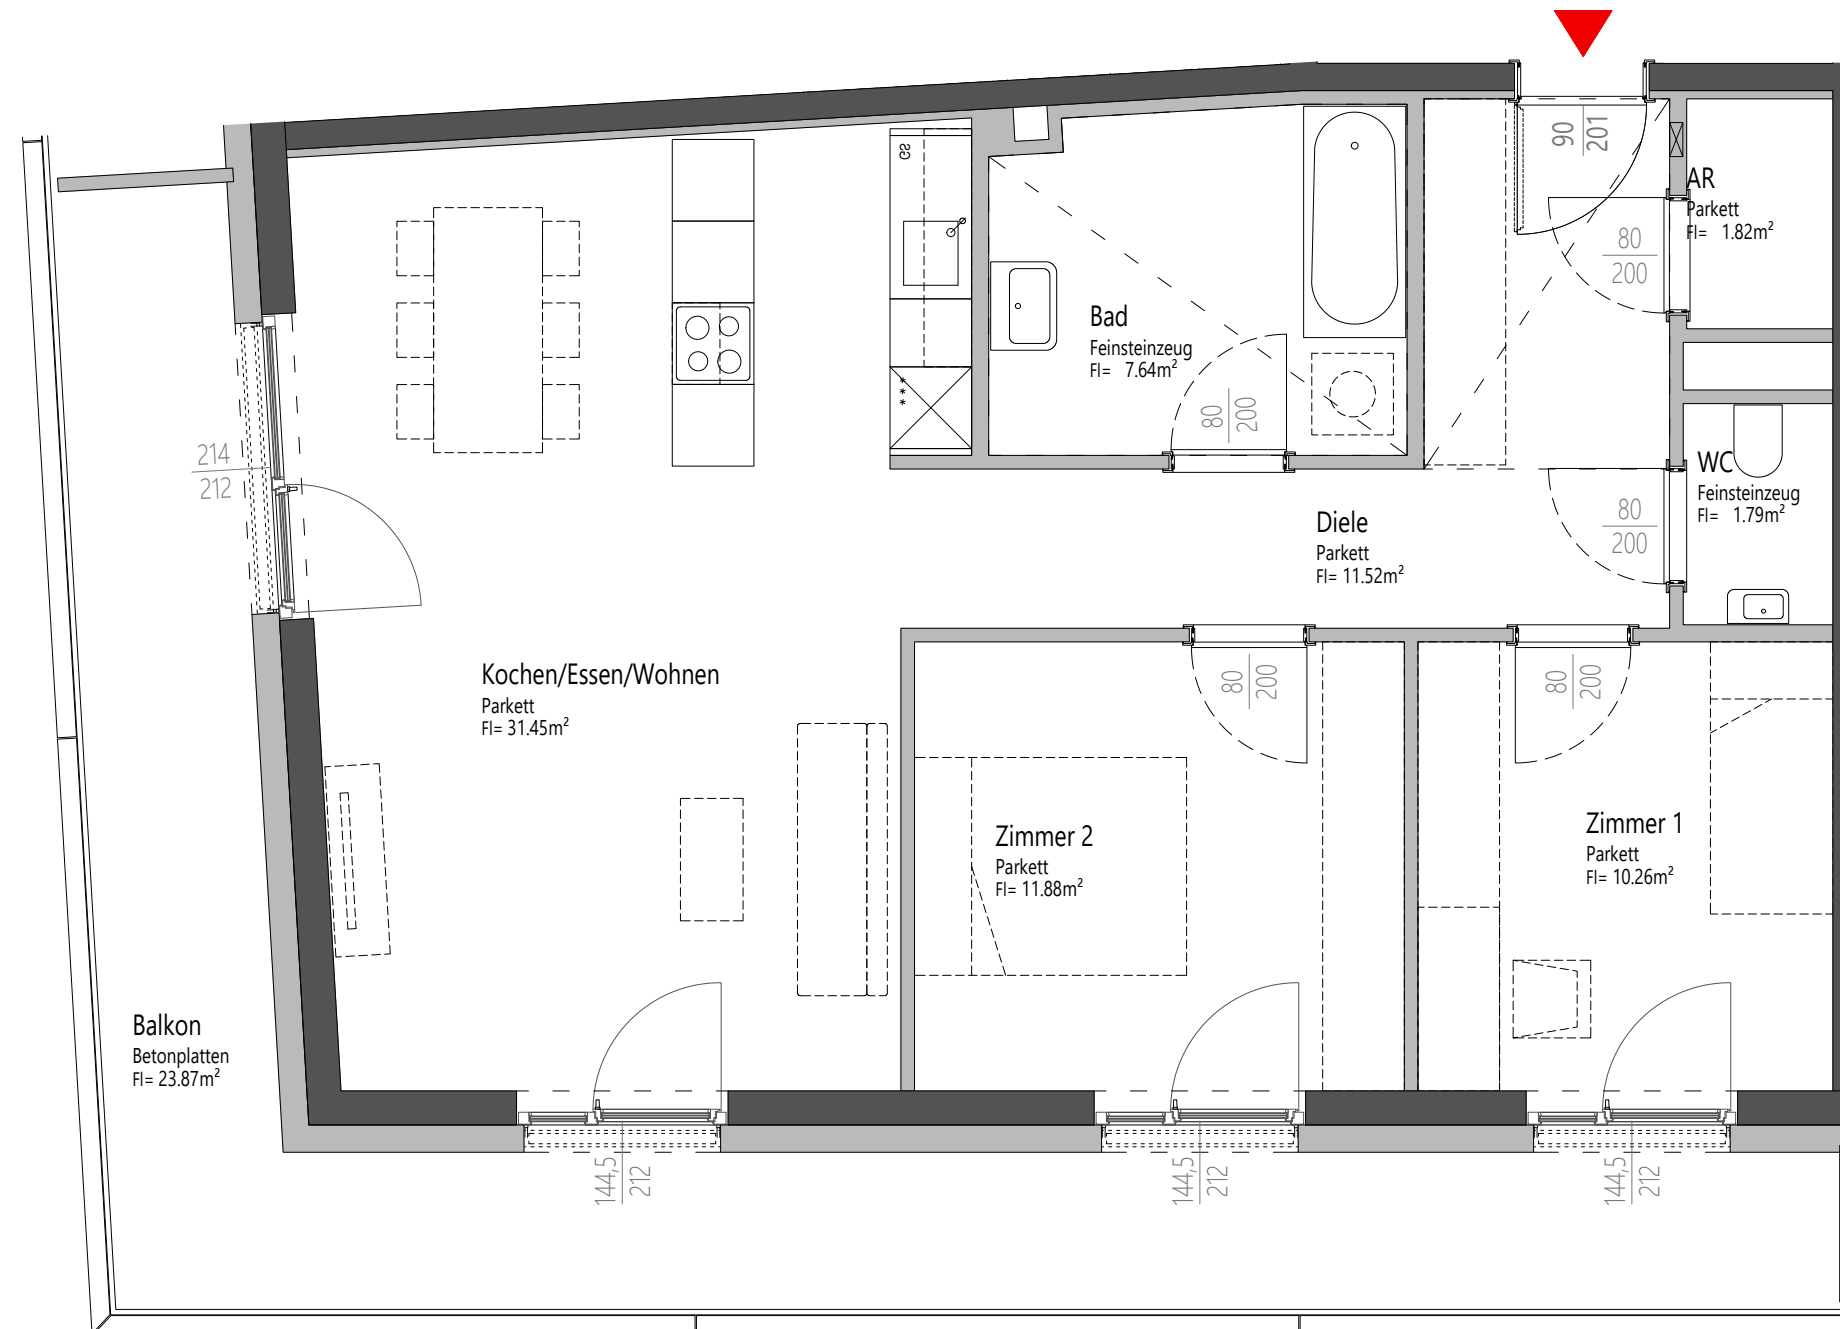 90
201
AR
Parkett
Fl= 1.82m²
80
200
GS
***
Bad
Feinsteinzeug
Fl= 7.64m²
80
200
214
212
WC
Feinsteinzeug
Fl= 1.79m²
80
200
Diele
Parkett
Fl= 11.52m²
Kochen/Essen/Wohnen
Parkett
Fl= 31.45m²
80
200
80
200
Zimmer 2
Parkett
Fl= 11.88m²
Zimmer 1
Parkett
Fl= 10.26m²
Balkon
Betonplatten
Fl= 23.87m²
144,5
212
144,5
212
144,5
212